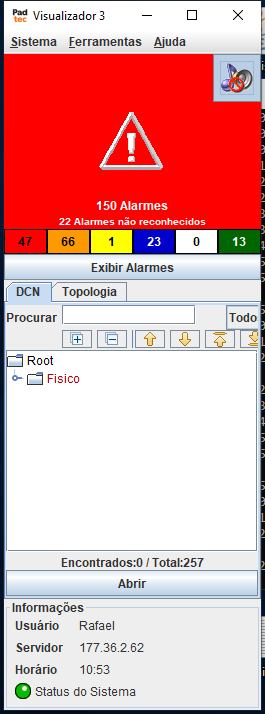 Pad
tec
Visualizador 3
Sistema Ferramentas Ajuda
150 Alarmes
22 Alarmes não reconhecidos
47 66 1 23 0 13
Exibir Alarmes
DCN Topologia
Procurar Todo
Root
Fisico
Encontrados:0 / Total:257
Abrir
Informações
Usuário Rafael
Servidor 177.36.2.62
Horário 10:53
Status do Sistema